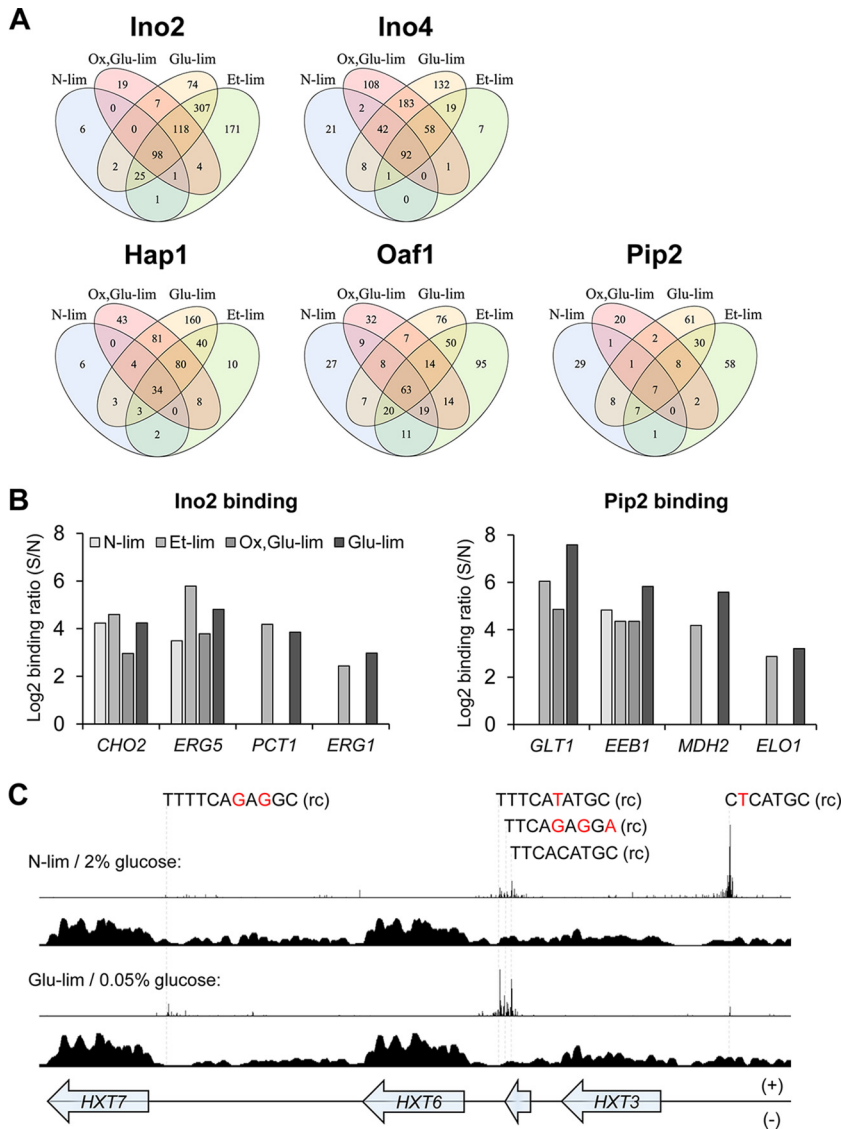 A
Ino2
Ino4
Ox,Glu-lim Glu-lim
N-lim Et-lim
19 74
0 7 307
6 0 118 171
98
2 25 1 4
1
Ox,Glu-lim Glu-lim
N-lim Et-lim
108 132
2 183 19
21 42 58 7
92
8 1 0 1
0
Hap1
Oaf1
Pip2
Ox,Glu-lim Glu-lim
N-lim Et-lim
43 160
0 81 40
6 4 80 10
34
3 3 0 8
2
Ox,Glu-lim Glu-lim
N-lim Et-lim
32 76
9 7 50
27 8 14 95
63
7 20 19 14
11
Ox,Glu-lim Glu-lim
N-lim Et-lim
20 61
1 2 30
29 1 8 58
7
8 7 0 2
1
B
Ino2 binding
N-lim Et-lim Ox,Glu-lim Glu-lim
Log2 binding ratio (S/N)
8
6
4
2
0
CHO2 ERG5 PCT1 ERG1
Pip2 binding
Log2 binding ratio (S/N)
8
6
4
2
0
GLT1 EEB1 MDH2 ELO1
C
TTTTCAGAGGC (rc) TTTCATATGC (rc) CTCATGC (rc)
TTCAGAGGA (rc)
TTCACATGC (rc)
N-lim / 2% glucose:
Glu-lim / 0.05% glucose:
HXT7 HXT6 HXT3
(+)
(-)